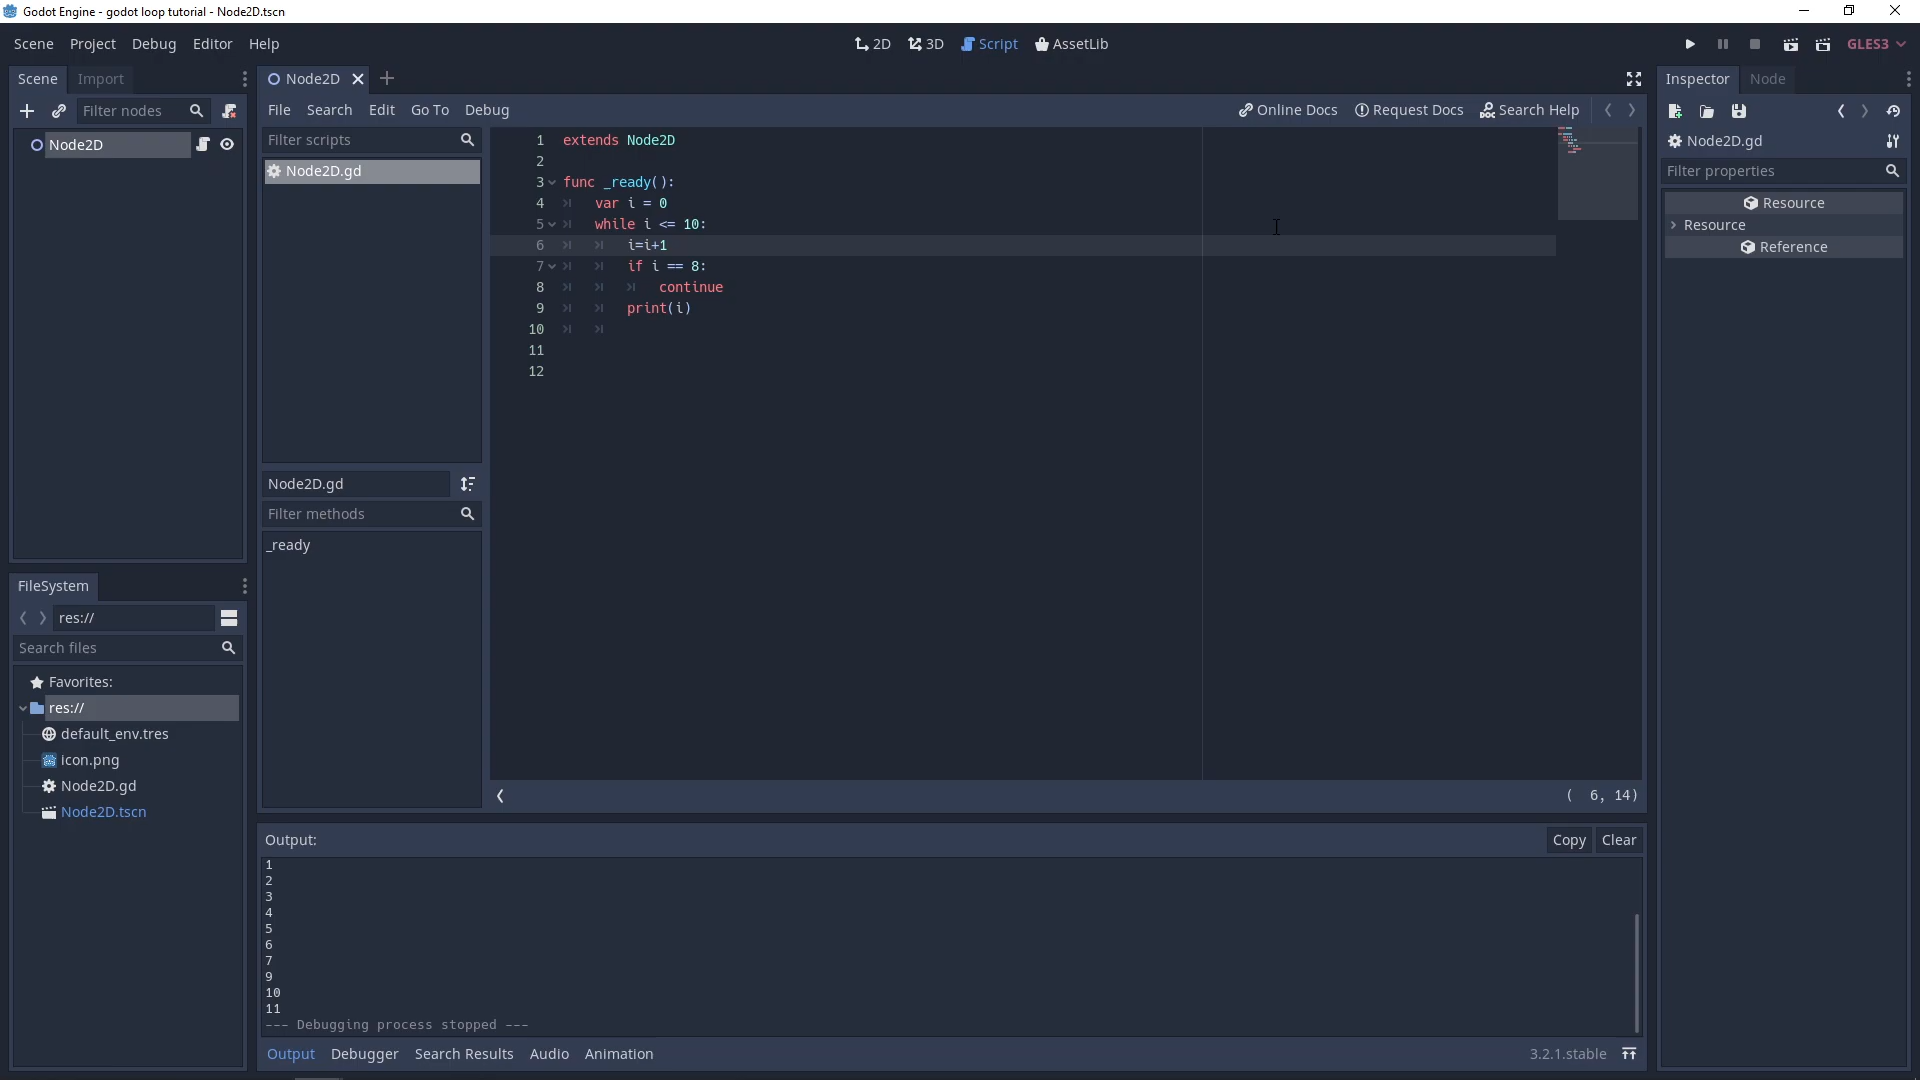 Godot Engine - godot loop tutorial - Node2D.tscn
Scene Project Debug Editor Help
2D 3D Script AssetLib
GLES3
Scene Import
Filter nodes
Node2D
FileSystem
res://
Search files
Favorites:
res://
default_env.tres
icon.png
Node2D.gd
Node2D.tscn
Node2D
File Search Edit Go To Debug
Online Docs Request Docs Search Help
Filter scripts
Node2D.gd
Node2D.gd
Filter methods
_ready
1 extends Node2D
2
3 func _ready():
4 var i = 0
5 while i <= 10:
6 i=i+1
7 if i == 8:
8 continue
9 print(i)
10
11
12
( 6, 14)
Output:
Copy Clear
1
2
3
4
5
6
7
9
10
11
--- Debugging process stopped ---
Output Debugger Search Results Audio Animation
3.2.1.stable
Inspector Node
Node2D.gd
Filter properties
Resource
Resource
Reference